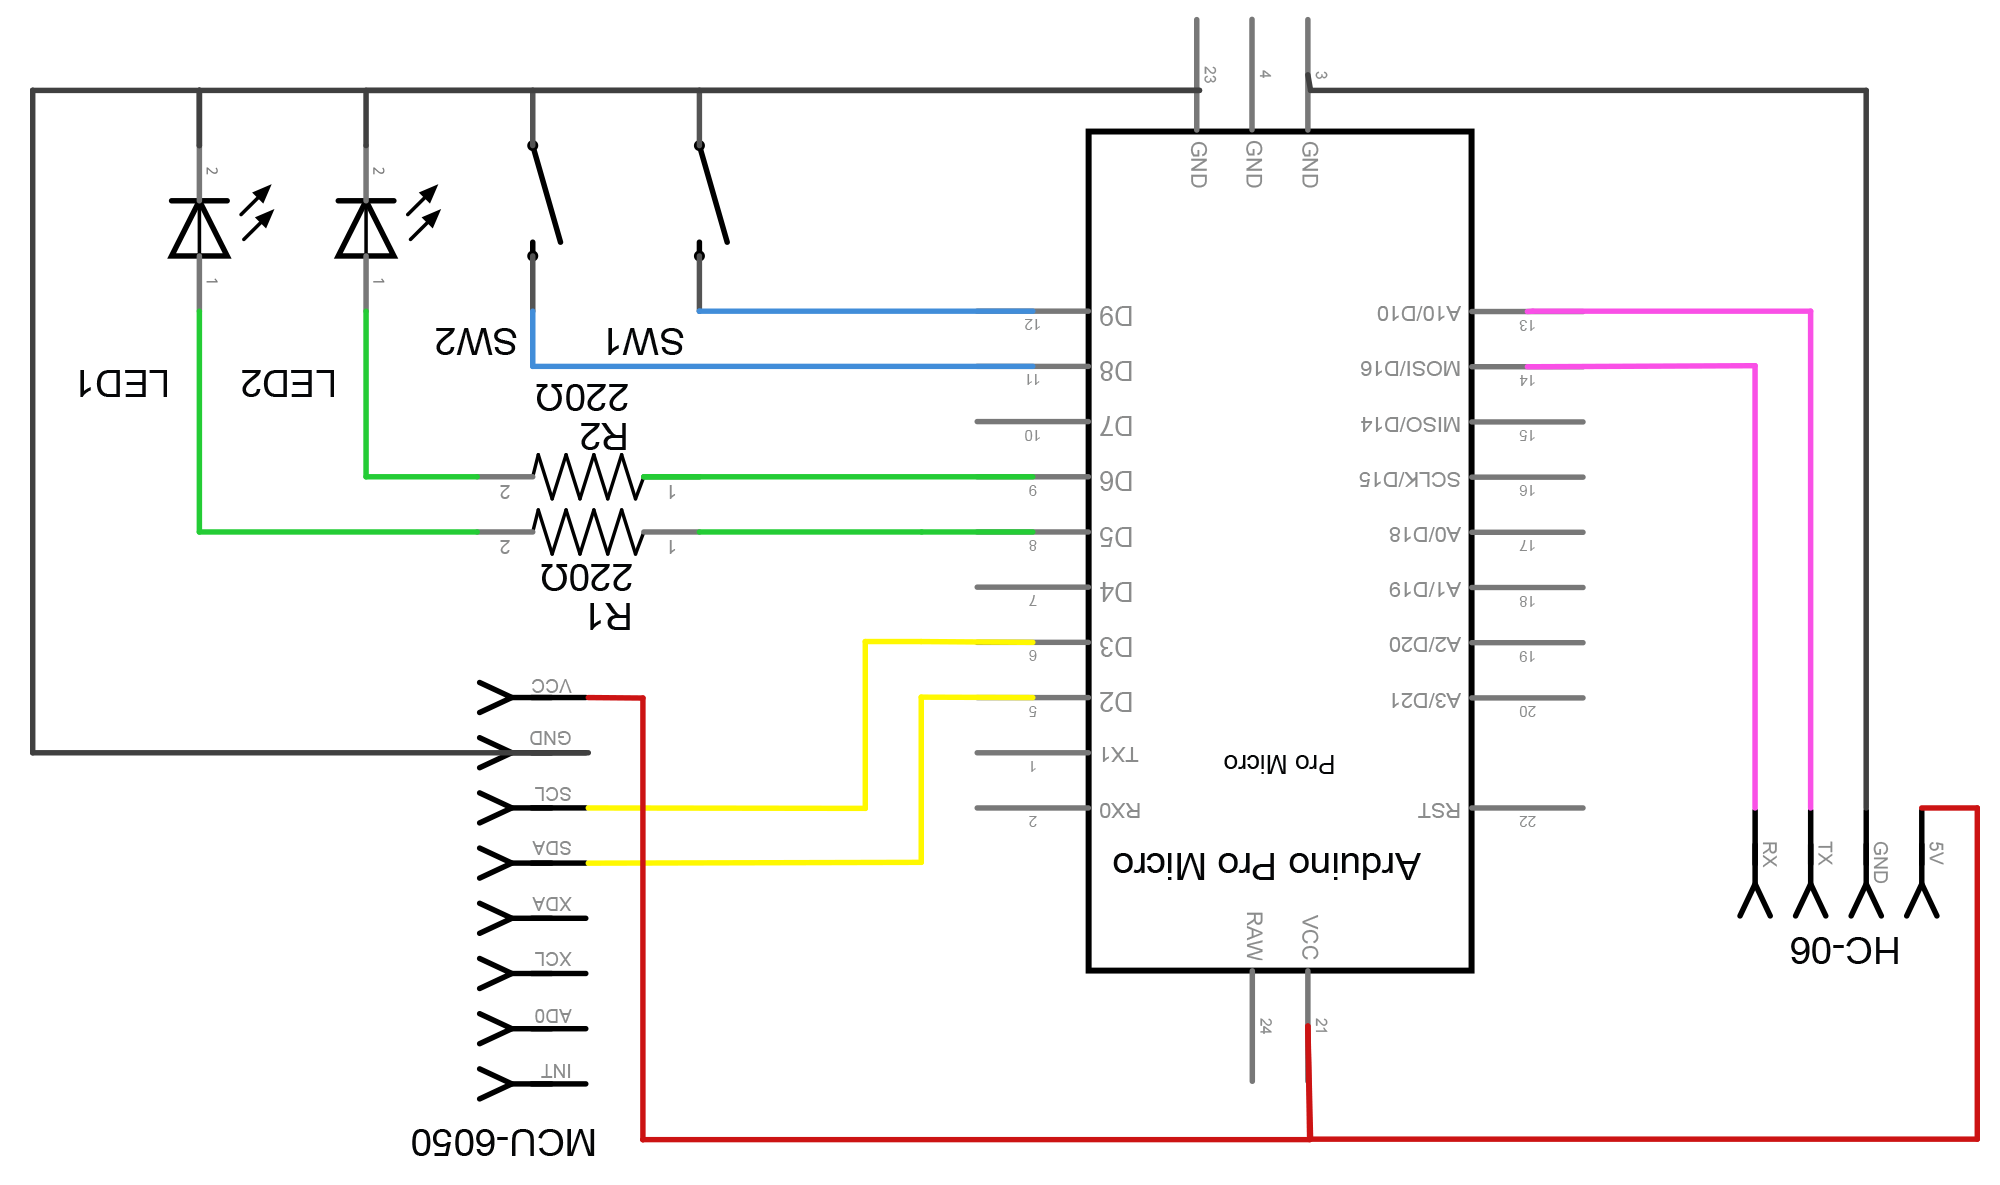 23
4
3
GND
GND
GND
2
2
1
1
LED1
LED2
SW2
SW1
220Ω
R2
2
1
2
1
220Ω
R1
D9
12
D8
11
D7
10
D6
9
D5
8
D4
7
D3
6
D2
5
TX1
1
RX0
2
A10/D10
13
MOSI/D16
14
MISO/D14
15
SCLK/D15
16
A0/D18
17
A1/D19
18
A2/D20
19
A3/D21
20
RST
22
Pro Micro
Arduino Pro Micro
RAW
VCC
24
21
VCC
GND
SCL
SDA
XDA
XCL
AD0
INT
MCU-6050
RX
TX
GND
5V
HC-06